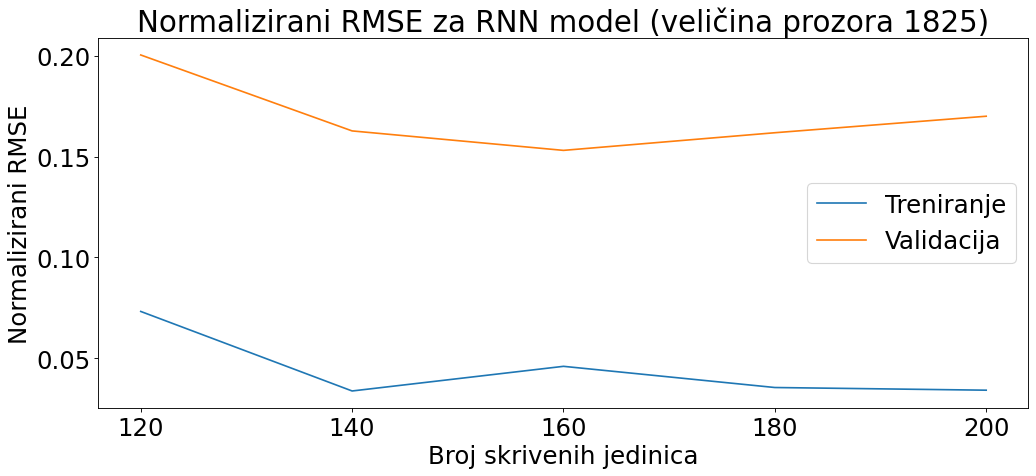 Normalizirani RMSE za RNN model (veličina prozora 1825)
Normalizirani RMSE
0.20
0.15
0.10
0.05
Treniranje
Validacija
120 140 160 180 200
Broj skrivenih jedinica